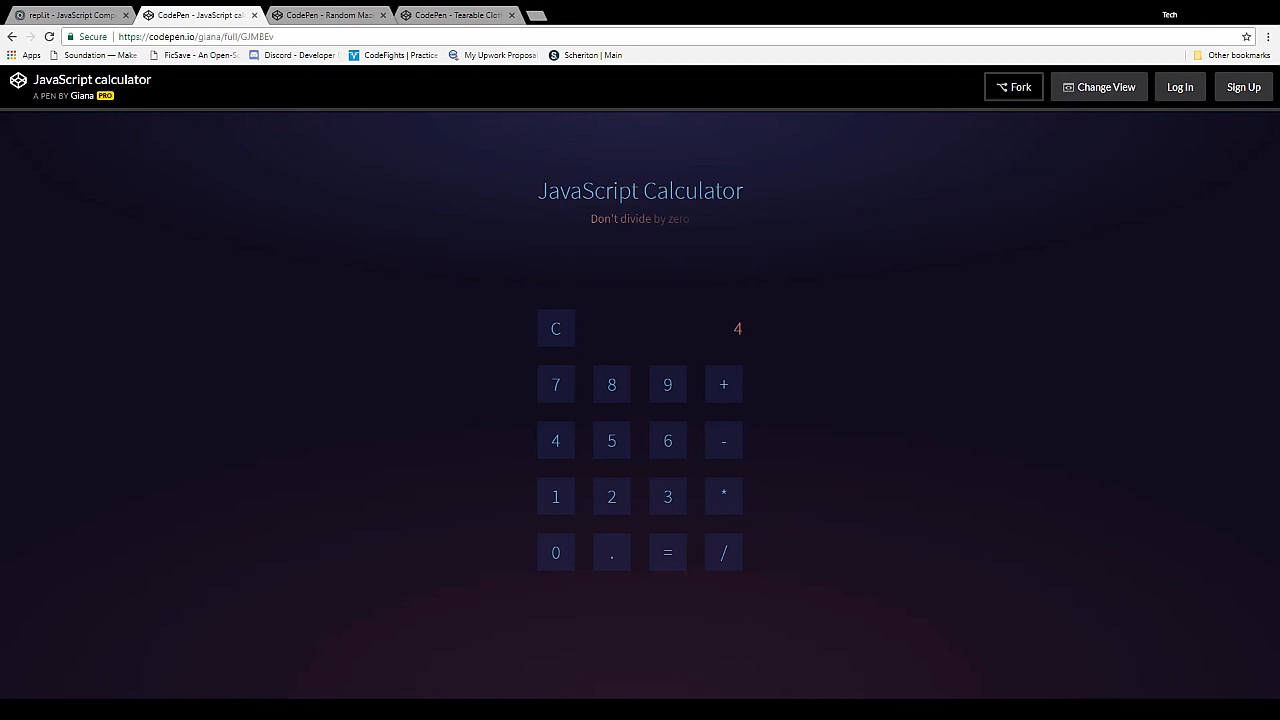 repl.it - JavaScript Comp
CodePen - JavaScript cal
CodePen - Random Maz
CodePen - Tearable Clot
Tech
Secure
https://codepen.io/giana/full/GJMBEv
Apps
Soundation — Make
FicSave - An Open-S
Discord - Developer
CodeFights | Practice
My Upwork Proposal
Scheriton | Main
Other bookmarks
JavaScript calculator
A PEN BY Giana PRO
Fork
Change View
Log In
Sign Up
JavaScript Calculator
Don't divide by zero
C 4
7 8 9 +
4 5 6 -
1 2 3 *
0 . = /